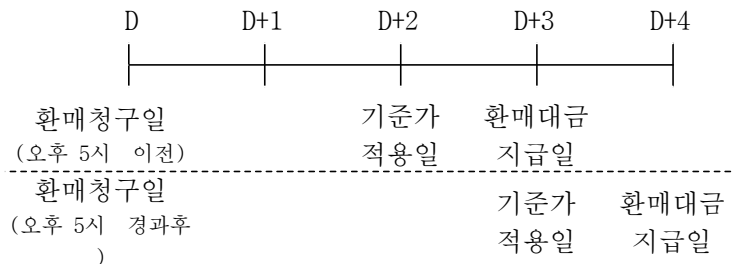 D D+1 D+2 D+3 D+4
환매청구일 기준가 환매대금
(오후 5시 이전) 적용일 지급일
환매청구일 기준가 환매대금
(오후 5시 경과후 적용일 지급일
)